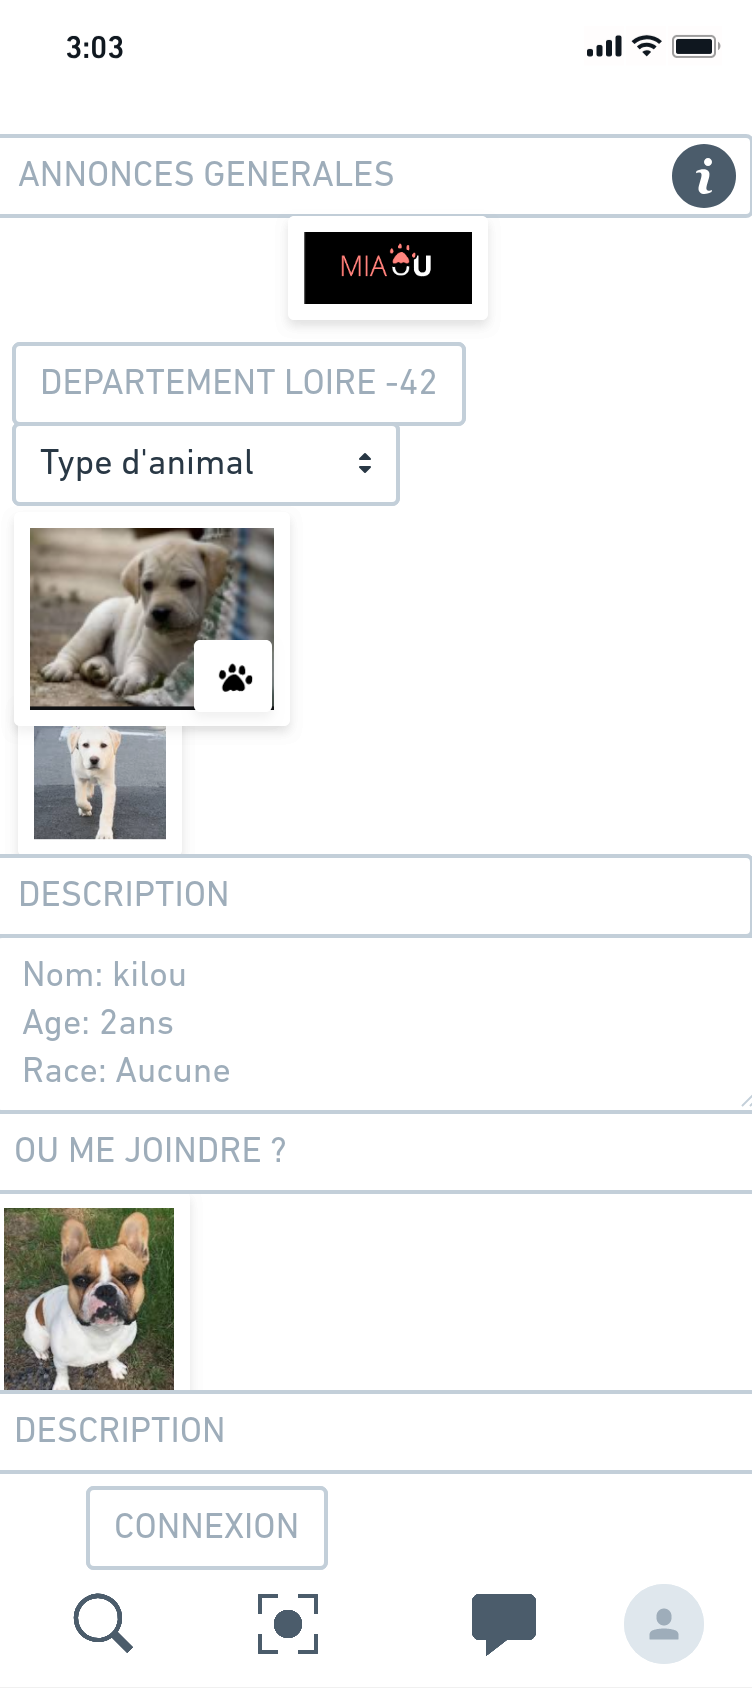 3:03
ANNONCES GENERALES
i
MIAOU
DEPARTEMENT LOIRE -42
Type d'animal
DESCRIPTION
Nom: kilou
Age: 2ans
Race: Aucune
OU ME JOINDRE ?
DESCRIPTION
CONNEXION